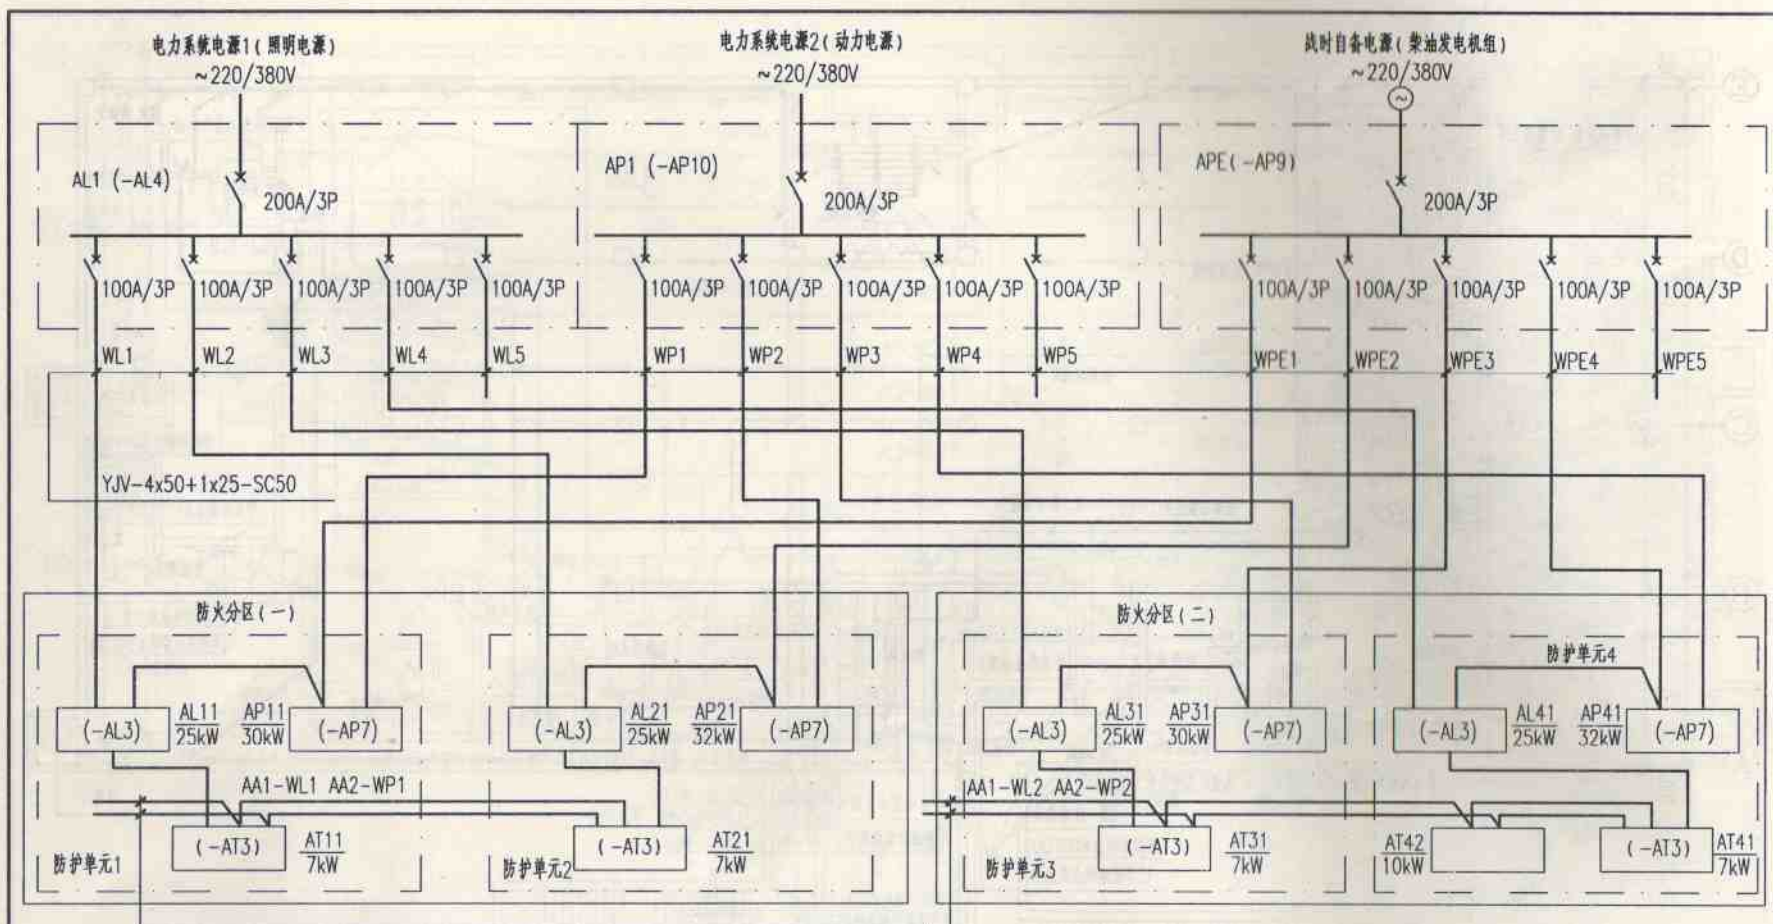 电力系统电源1(照明电源)
~220/380V
电力系统电源2(动力电源)
~220/380V
战时自备电源(柴油发电机组)
~220/380V
~
AL1 (-AL4)
200A/3P
AP1 (-AP10)
200A/3P
APE(-AP9)
200A/3P
100A/3P 100A/3P 100A/3P 100A/3P 100A/3P
100A/3P 100A/3P 100A/3P 100A/3P 100A/3P
100A/3P 100A/3P 100A/3P 100A/3P 100A/3P
WL1 WL2 WL3 WL4 WL5
WP1 WP2 WP3 WP4 WP5
WPE1 WPE2 WPE3 WPE4 WPE5
YJV-4x50+1x25-SC50
防火分区(一)
防火分区(二)
(-AL3)
AL11
25kW
AP11
30kW
(-AP7)
AA1-WL1 AA2-WP1
(-AT3)
AT11
7kW
防护单元1
(-AL3)
AL21
25kW
AP21
32kW
(-AP7)
(-AT3)
AT21
7kW
防护单元2
(-AL3)
AL31
25kW
AP31
30kW
(-AP7)
AA1-WL2 AA2-WP2
(-AT3)
AT31
7kW
防护单元3
防护单元4
(-AL3)
AL41
25kW
AP41
32kW
(-AP7)
AT42
10kW
(-AT3)
AT41
7kW
D